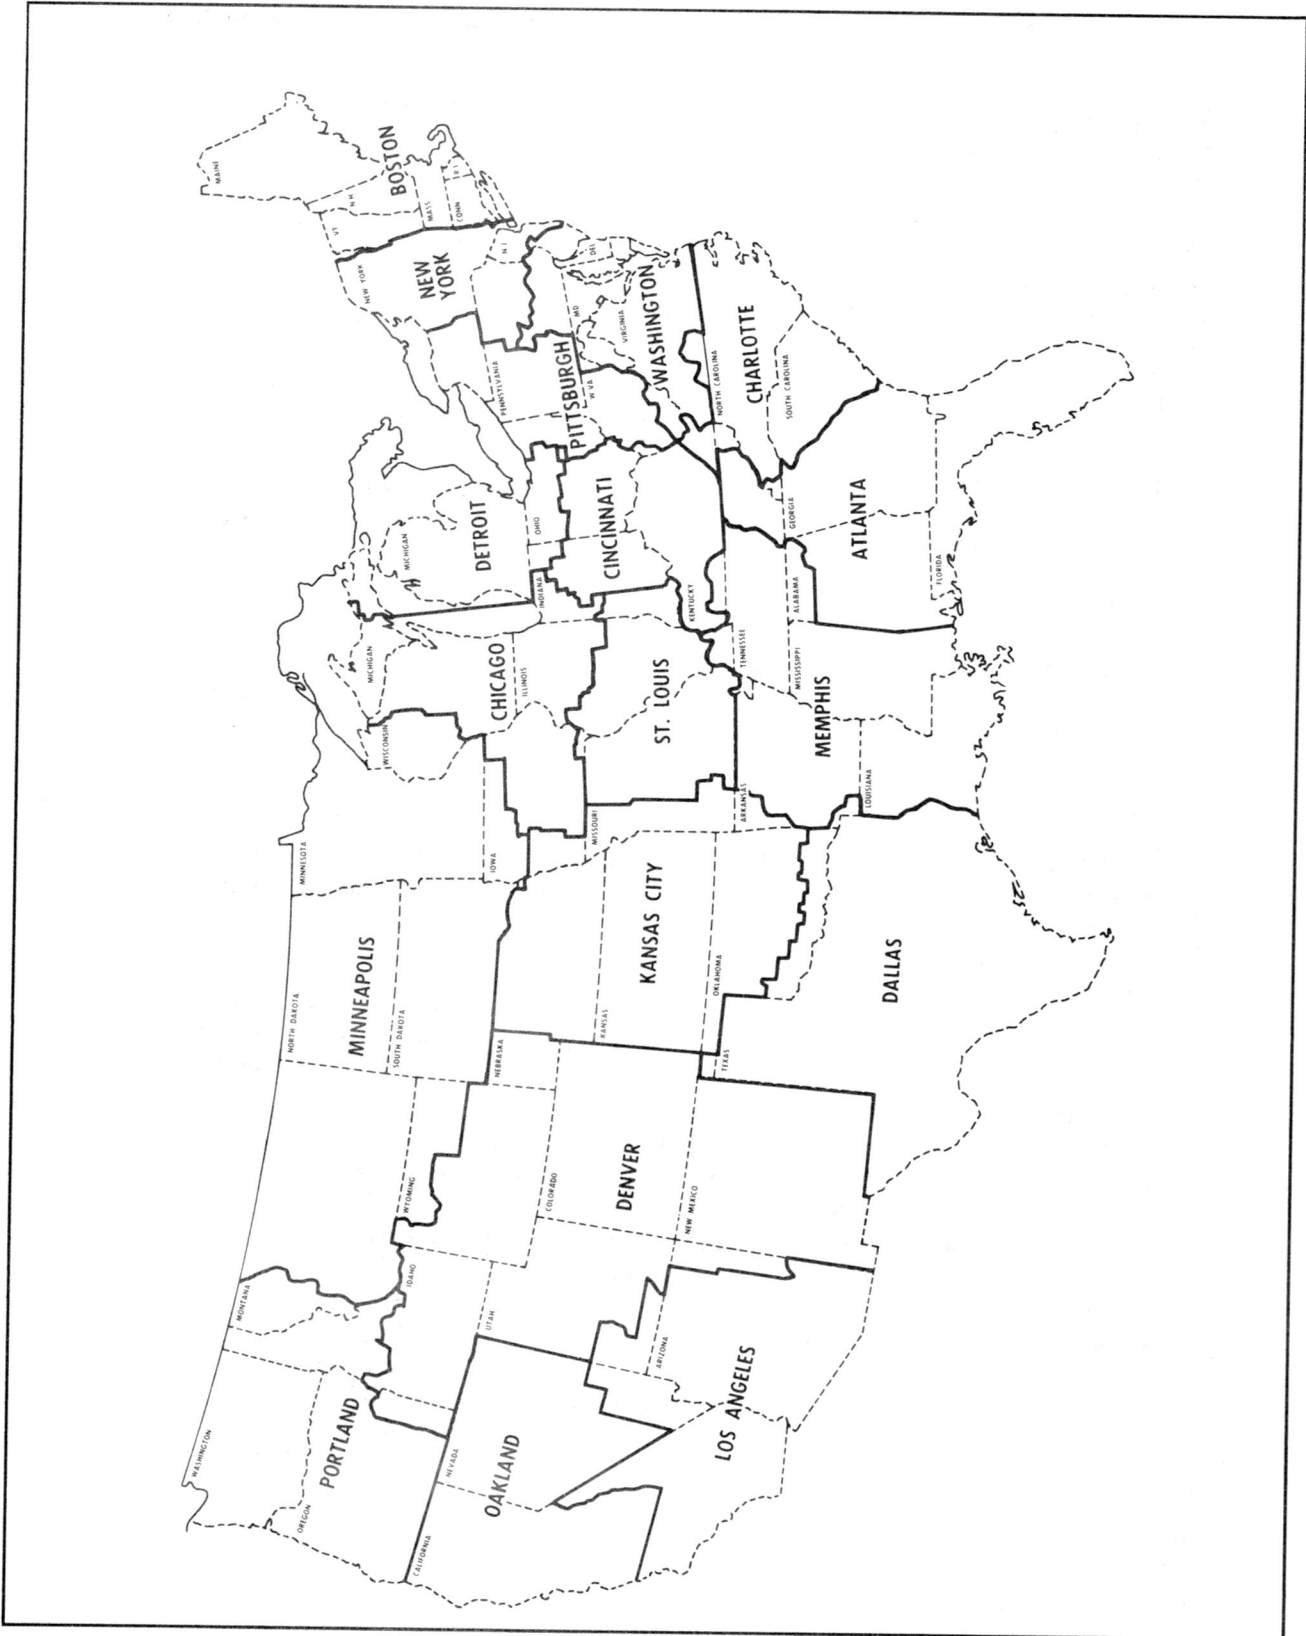 WASHINGTON
OREGON
PORTLAND
MONTANA
IDAHO
CALIFORNIA
NEVADA
OAKLAND
UTAH
ARIZONA
LOS ANGELES
WYOMING
COLORADO
DENVER
NEW MEXICO
NORTH DAKOTA
MINNEAPOLIS
SOUTH DAKOTA
MINNESOTA
NEBRASKA
KANSAS
KANSAS CITY
OKLAHOMA
TEXAS
DALLAS
IOWA
MISSOURI
ARKANSAS
LOUISIANA
WISCONSIN
MICHIGAN
CHICAGO
ILLINOIS
ST. LOUIS
MEMPHIS
MISSISSIPPI
TENNESSEE
KENTUCKY
ALABAMA
INDIANA
MICHIGAN
DETROIT
OHIO
CINCINNATI
ATLANTA
GEORGIA
FLORIDA
PENNSYLVANIA
PITTSBURGH
W VA
VIRGINIA
WASHINGTON
MD
DEL
NORTH CAROLINA
CHARLOTTE
SOUTH CAROLINA
NEW YORK
NEW
YORK
N J
VT
N H
MAINE
BOSTON
MASS
CONN
R I